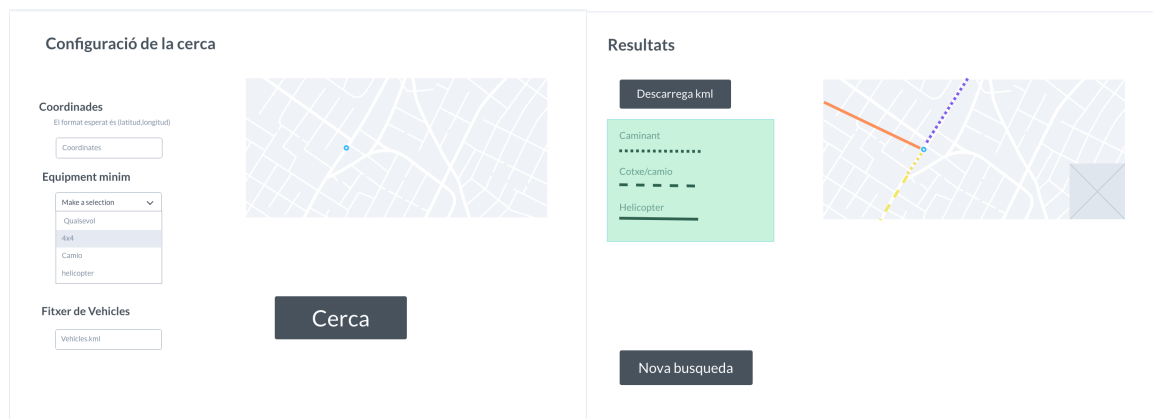 Configuració de la cerca
Coordinades
El format esperat és (latitud,longitud)
Coordinates
Equipment minim
Make a selection
Qualsevol
4x4
Camio
helicopter
Fitxer de Vehicles
Vehicles.kml
Cerca
Resultats
Descarrega kml
Caminant
Cotxe/camio
Helicopter
Nova busqueda